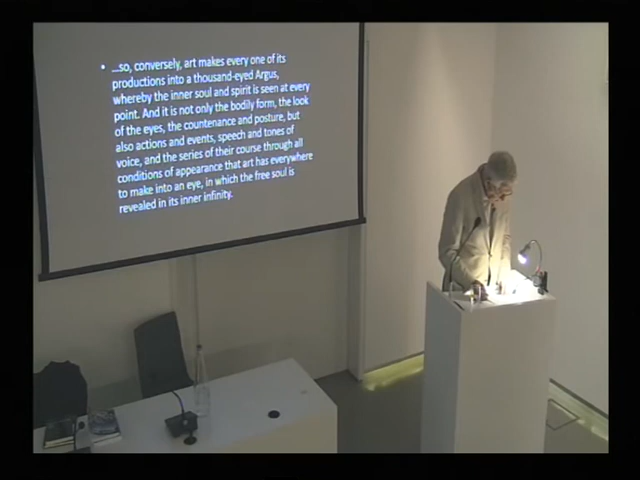 • ...so, conversely, art makes every one of its
productions into a thousand-eyed Argus,
whereby the inner soul and spirit is seen at every
point. And it is not only the bodily form, the look
of the eyes, the countenance and posture, but
also actions and events, speech and tones of
voice, and the series of their course through all
conditions of appearance that art has everywhere
to make into an eye, in which the free soul is
revealed in its inner infinity.